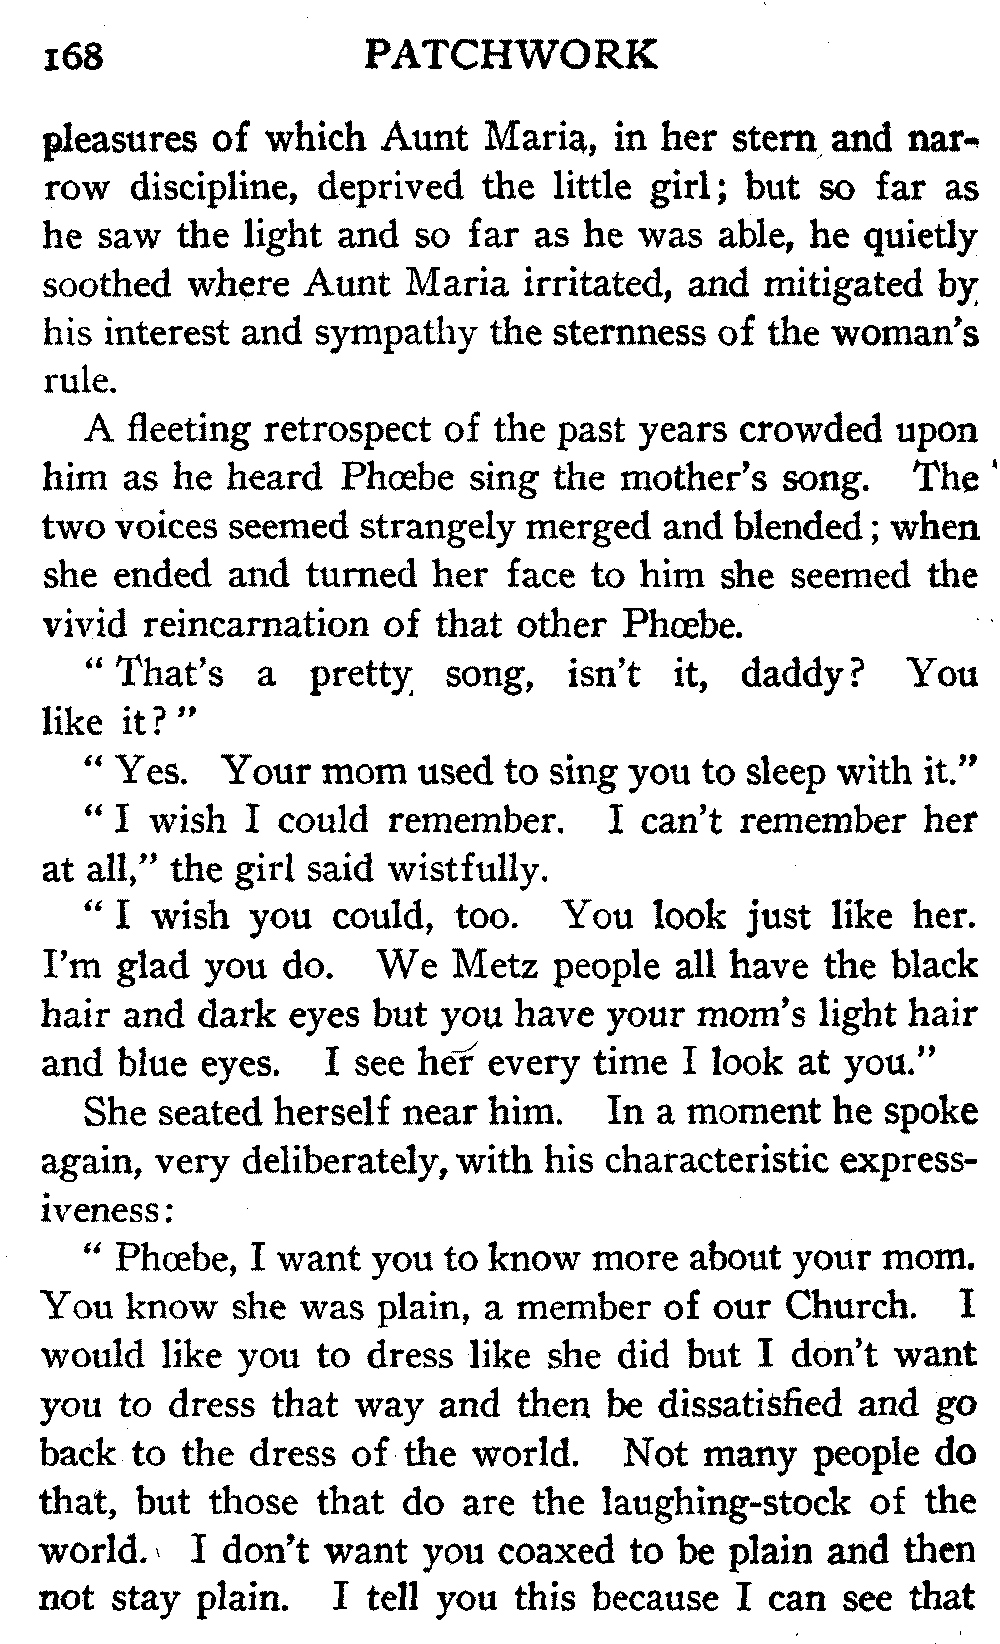 168 PATCHWORK
pleasures of which Aunt Maria, in her stern and nar-
row discipline, deprived the little girl; but so far as
he saw the light and so far as he was able, he quietly
soothed where Aunt Maria irritated, and mitigated by
his interest and sympathy the sternness of the woman's
rule.
A fleeting retrospect of the past years crowded upon
him as he heard Phœbe sing the mother's song. The
two voices seemed strangely merged and blended; when
she ended and turned her face to him she seemed the
vivid reincarnation of that other Phœbe.
" That's a pretty song, isn't it, daddy? You
like it? "
" Yes. Your mom used to sing you to sleep with it."
" I wish I could remember. I can't remember her
at all," the girl said wistfully.
" I wish you could, too. You look just like her.
I'm glad you do. We Metz people all have the black
hair and dark eyes but you have your mom's light hair
and blue eyes. I see her every time I look at you."
She seated herself near him. In a moment he spoke
again, very deliberately, with his characteristic express-
iveness:
" Phœbe, I want you to know more about your mom.
You know she was plain, a member of our Church. I
would like you to dress like she did but I don't want
you to dress that way and then be dissatisfied and go
back to the dress of the world. Not many people do
that, but those that do are the laughing-stock of the
world. I don't want you coaxed to be plain and then
not stay plain. I tell you this because I can see that